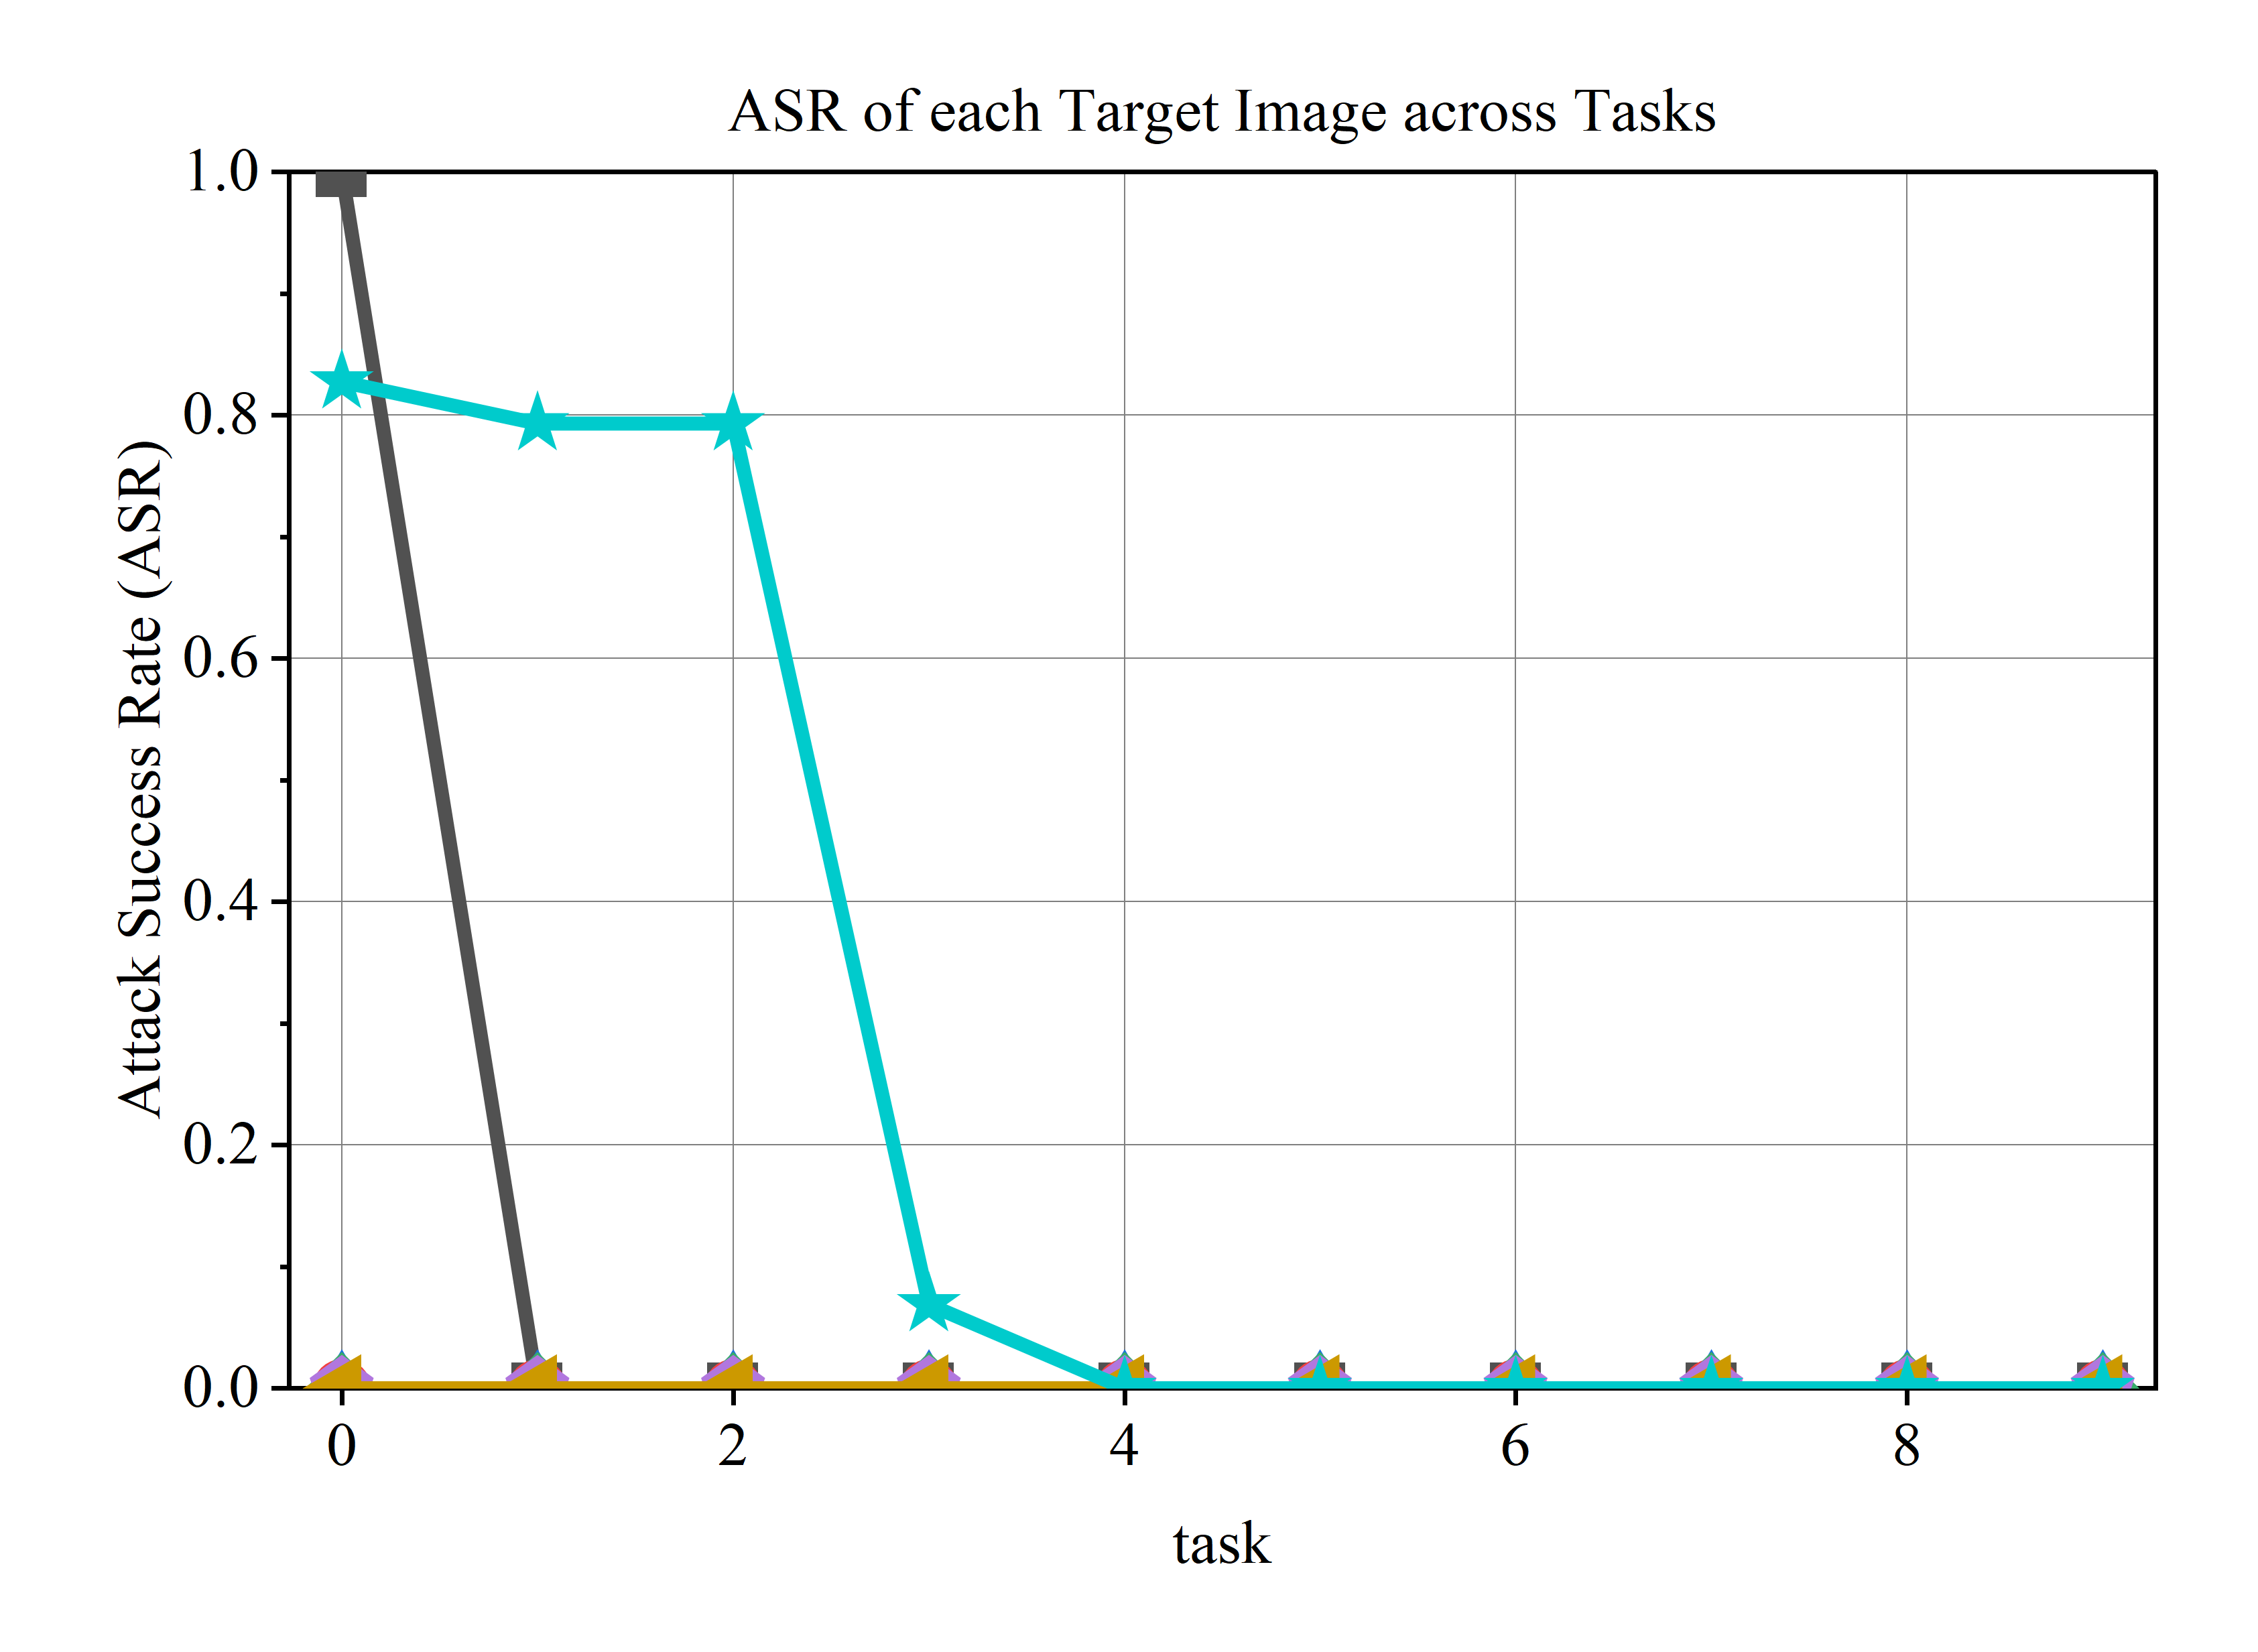 ASR of each Target Image across Tasks
Attack Success Rate (ASR)
1.0
0.8
0.6
0.4
0.2
0.0
0 2 4 6 8
task